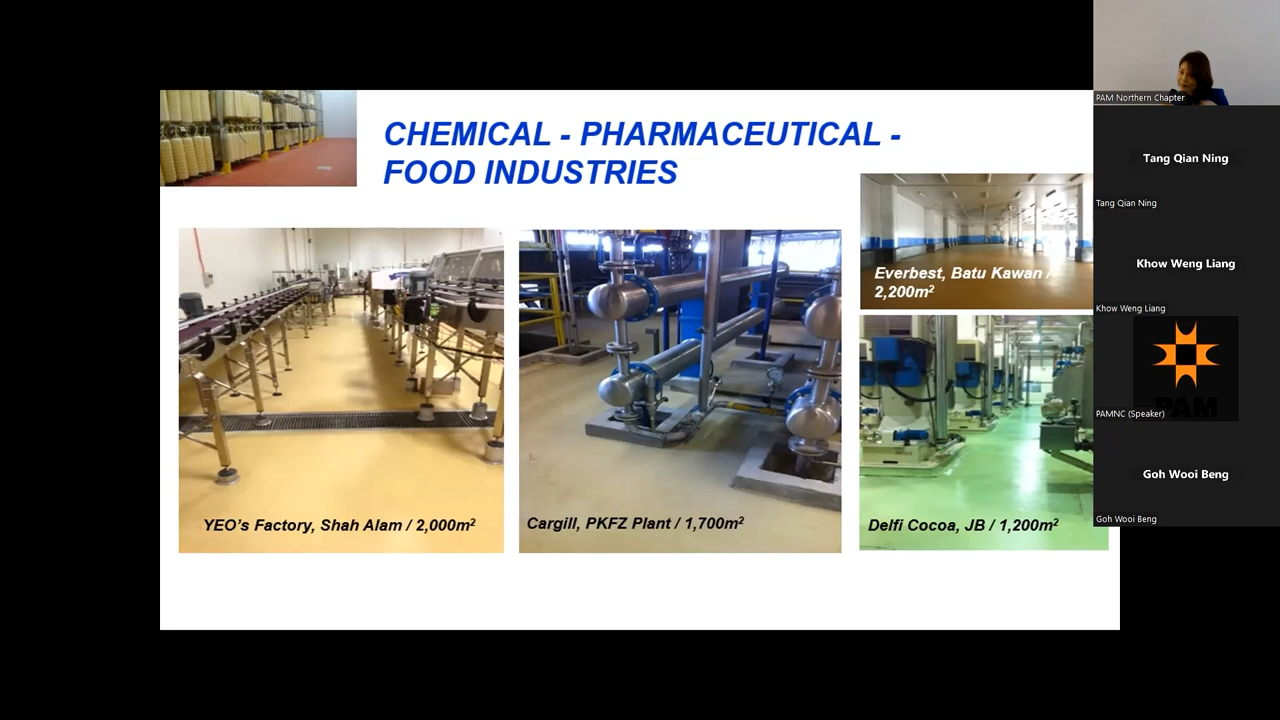 CHEMICAL - PHARMACEUTICAL -
FOOD INDUSTRIES
Everbest, Batu Kawan /
2,200m²
YEO's Factory, Shah Alam / 2,000m²
Cargill, PKFZ Plant / 1,700m²
Delfi Cocoa, JB / 1,200m²
PAM Northern Chapter
Tang Qian Ning
Tang Qian Ning
Khow Weng Liang
Khow Weng Liang
PAM
PAMNC (Speaker)
Goh Wooi Beng
Goh Wooi Beng